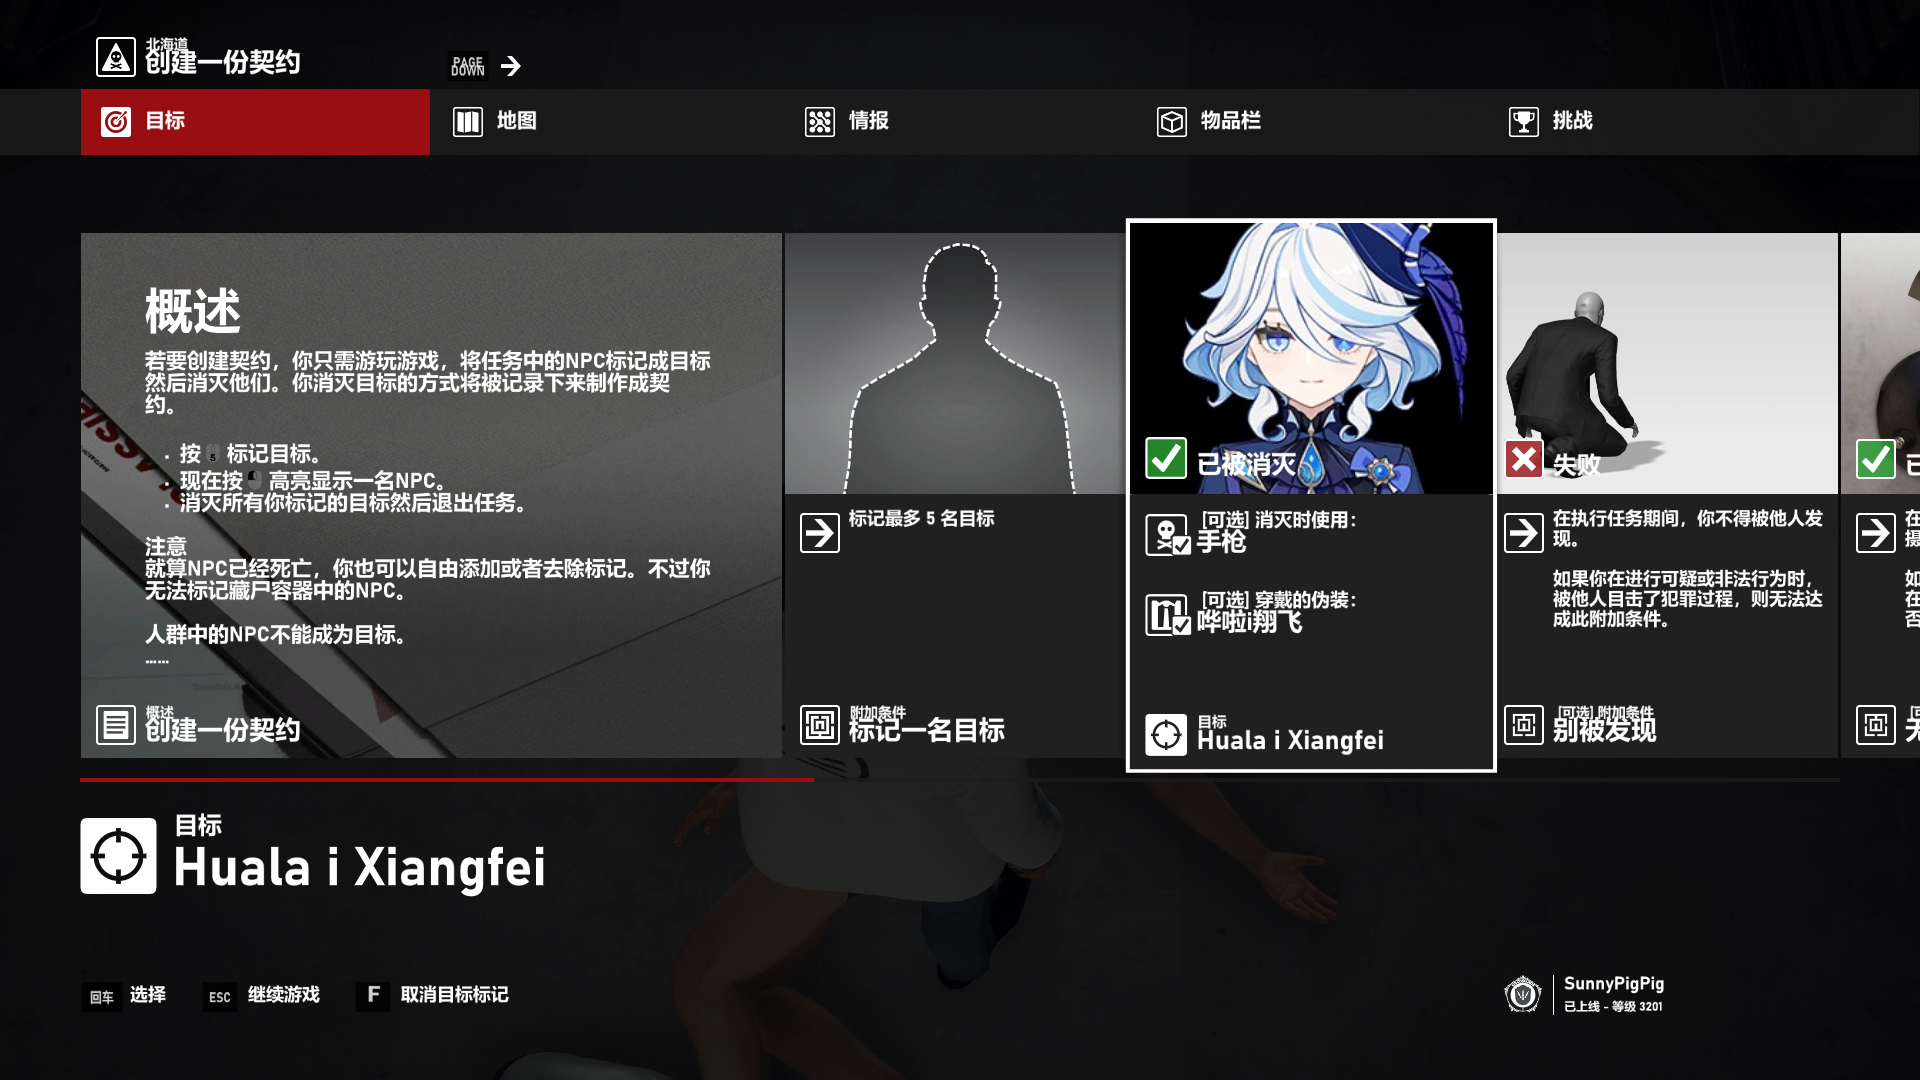 北海道
创建一份契约
PAGE DOWN
目标
地图
情报
物品栏
挑战
概述
若要创建契约，你只需游玩游戏，将任务中的NPC标记成目标
然后消灭他们。你消灭目标的方式将被记录下来制作成契
约。
· 按 5 标记目标。
· 现在按 高亮显示一名NPC。
· 消灭所有你标记的目标然后退出任务。
注意
就算NPC已经死亡，你也可以自由添加或者去除标记。不过你
无法标记藏尸容器中的NPC。
人群中的NPC不能成为目标。
……
概述
创建一份契约
标记最多 5 名目标
附加条件
标记一名目标
已被消灭
[可选] 消灭时使用：
手枪
[可选] 穿戴的伪装：
哗啦i翔飞
目标
Huala i Xiangfei
失败
在执行任务期间，你不得被他人发
现。
如果你在进行可疑或非法行为时，
被他人目击了犯罪过程，则无法达
成此附加条件。
[可选] 附加条件
别被发现
目标
Huala i Xiangfei
回车 选择
ESC 继续游戏
F 取消目标标记
SunnyPigPig
已上线 - 等级 3201